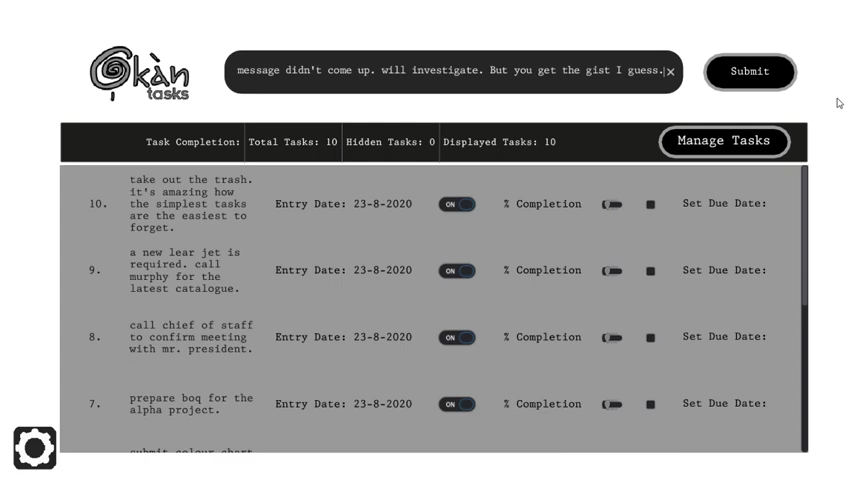 Okàn
tasks
message didn't come up. will investigate. But you get the gist I guess.
Submit
Task Completion: Total Tasks: 10 Hidden Tasks: 0 Displayed Tasks: 10
Manage Tasks
10.
take out the trash.
it's amazing how
the simplest tasks
are the easiest to
forget.
Entry Date: 23-8-2020 ON % Completion Set Due Date:
9.
a new lear jet is
required. call
murphy for the
latest catalogue.
Entry Date: 23-8-2020 ON % Completion Set Due Date:
8.
call chief of staff
to confirm meeting
with mr. president.
Entry Date: 23-8-2020 ON % Completion Set Due Date:
7.
prepare boq for the
alpha project.
Entry Date: 23-8-2020 ON % Completion Set Due Date:
submit colour chart